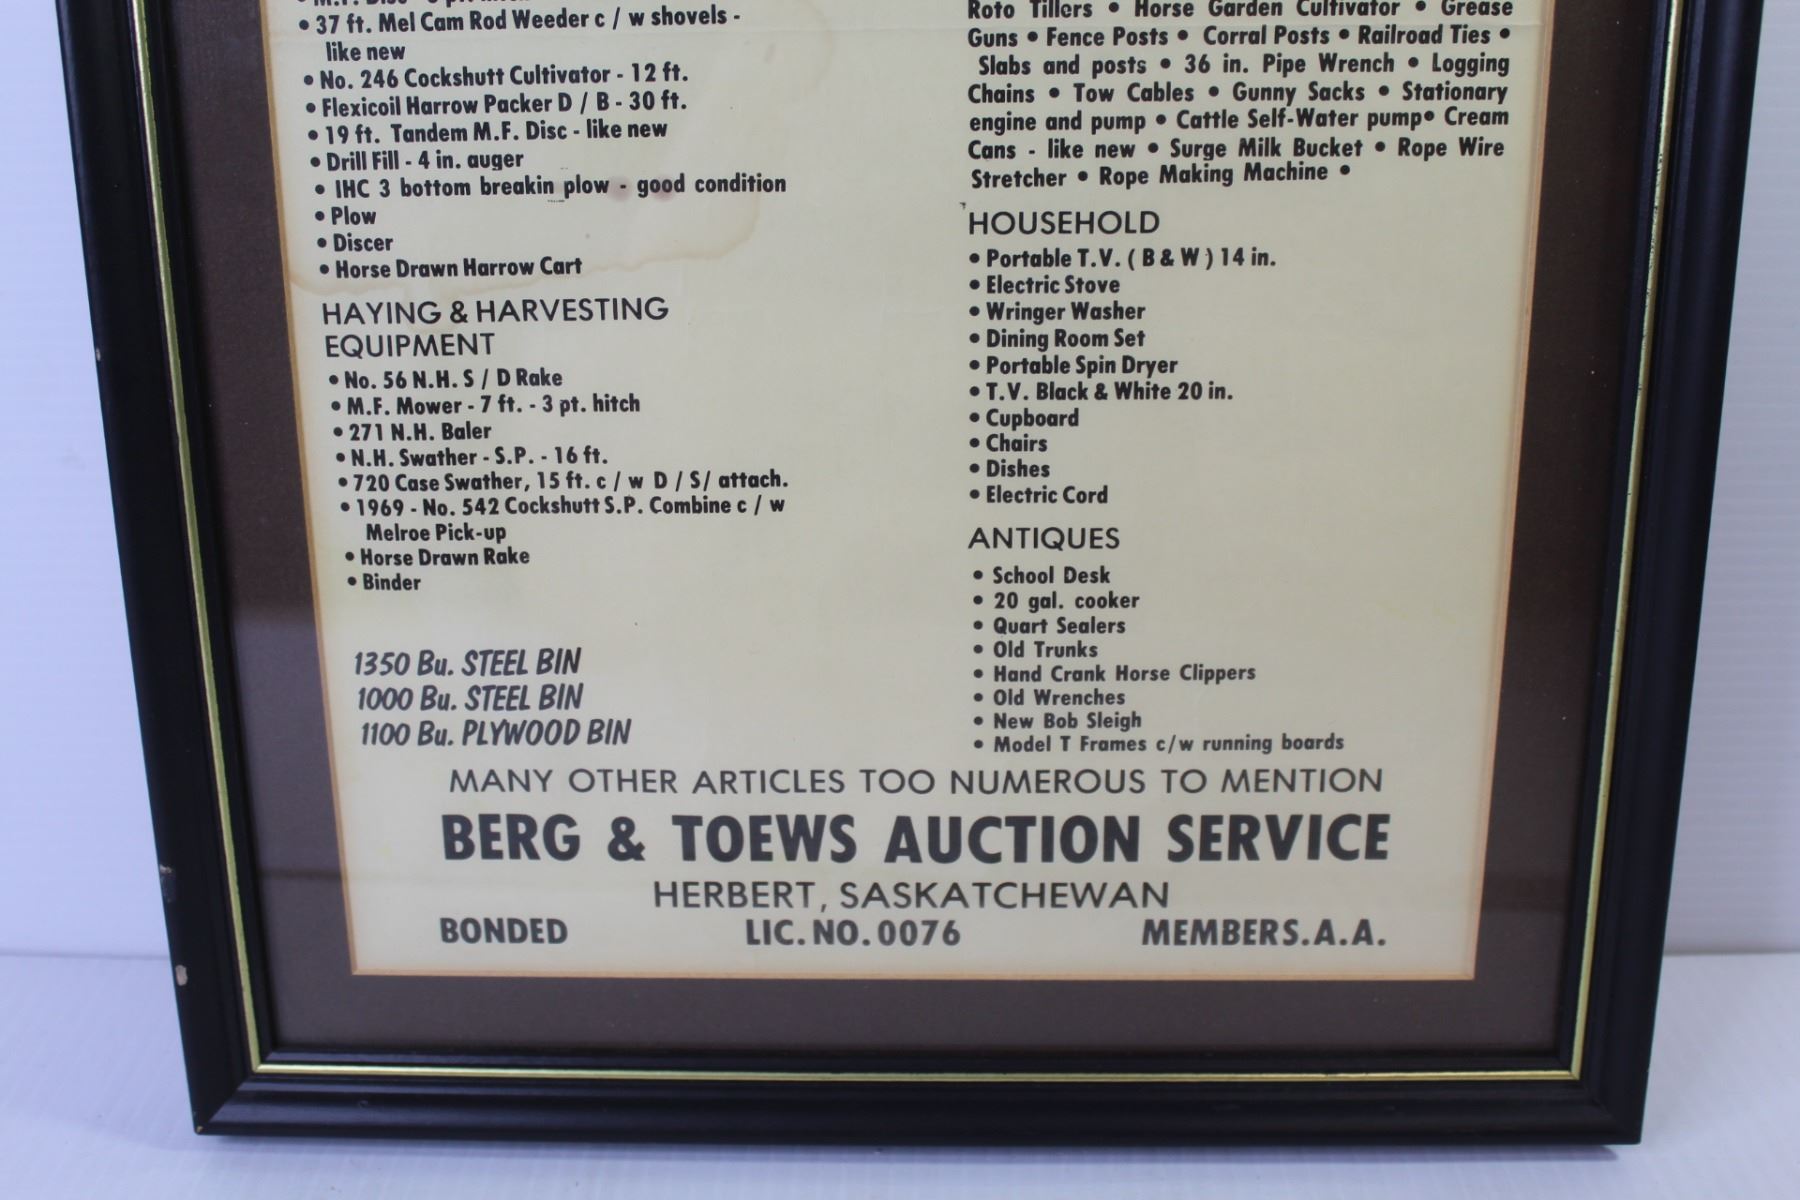 • M.F. Disc - 3 pt. hitch
• 37 ft. Mel Cam Rod Weeder c / w shovels -
like new
• No. 246 Cockshutt Cultivator - 12 ft.
• Flexicoil Harrow Packer D / B - 30 ft.
• 19 ft. Tandem M.F. Disc - like new
• Drill Fill - 4 in. auger
• IHC 3 bottom breakin plow - good condition
• Plow
• Discer
• Horse Drawn Harrow Cart
HAYING & HARVESTING
EQUIPMENT
• No. 56 N.H. S / D Rake
• M.F. Mower - 7 ft. - 3 pt. hitch
• 271 N.H. Baler
• N.H. Swather - S.P. - 16 ft.
• 720 Case Swather, 15 ft. c / w D / S/ attach.
• 1969 - No. 542 Cockshutt S.P. Combine c / w
Melroe Pick-up
• Horse Drawn Rake
• Binder
1350 Bu. STEEL BIN
1000 Bu. STEEL BIN
1100 Bu. PLYWOOD BIN
Roto Tillers • Horse Garden Cultivator • Grease
Guns • Fence Posts • Corral Posts • Railroad Ties •
Slabs and posts • 36 in. Pipe Wrench • Logging
Chains • Tow Cables • Gunny Sacks • Stationary
engine and pump • Cattle Self-Water pump• Cream
Cans - like new • Surge Milk Bucket • Rope Wire
Stretcher • Rope Making Machine •
HOUSEHOLD
• Portable T.V. ( B & W ) 14 in.
• Electric Stove
• Wringer Washer
• Dining Room Set
• Portable Spin Dryer
• T.V. Black & White 20 in.
• Cupboard
• Chairs
• Dishes
• Electric Cord
ANTIQUES
• School Desk
• 20 gal. cooker
• Quart Sealers
• Old Trunks
• Hand Crank Horse Clippers
• Old Wrenches
• New Bob Sleigh
• Model T Frames c/w running boards
MANY OTHER ARTICLES TOO NUMEROUS TO MENTION
BERG & TOEWS AUCTION SERVICE
HERBERT, SASKATCHEWAN
BONDED LIC. NO. 0076 MEMBER S.A.A.